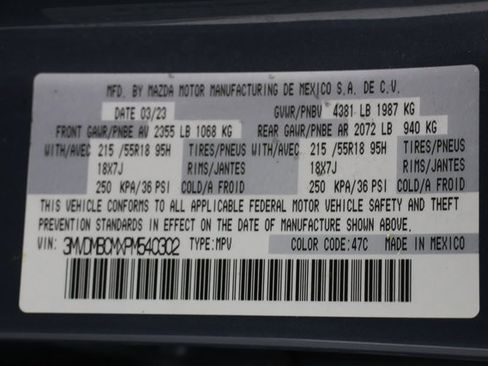 MFD. BY MAZDA MOTOR MANUFACTURING DE MEXICO S.A. DE C.V.
DATE 03/23 GVWR/PNBV 4381 LB 1987 KG
FRONT GAWR/PNBE AV 2355 LB 1068 KG REAR GAWR/PNBE AR 2072 LB 940 KG
WITH/AVEC 215 /55R18 95H TIRES/PNEU WITH/AVEC 215 /55R18 95H TIRES/PNEU
18X7J RIMS/JANTES 18X7J RIMS/JANTES
250 KPA/36 PSI COLD/A FROID 250 KPA/36 PSI COLD/A FROID
THIS VEHICLE CONFORMS TO ALL APPLICABLE FEDERAL MOTOR VEHICLE SAFETY AND THEFT
PREVENTION STANDARDS IN EFFECT ON THE DATE OF MANUFACTURE SHOWN ABOVE.
VIN: 3MVDMBCMXPM540302 TYPE: MPV COLOR CODE: 47C MADE IN MEXICO